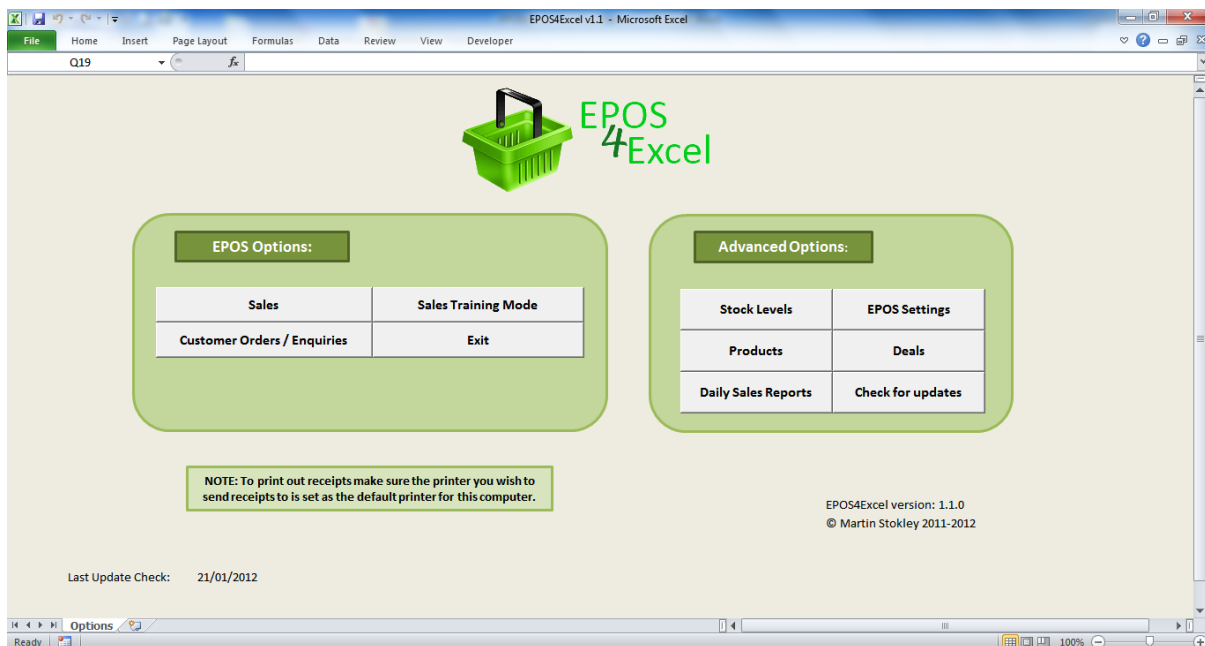 EPOS4Excel v1.1 - Microsoft Excel
File Home Insert Page Layout Formulas Data Review View Developer
Q19 fx
EPOS
4Excel
EPOS Options:
Sales Sales Training Mode
Customer Orders / Enquiries Exit
Advanced Options:
Stock Levels EPOS Settings
Products Deals
Daily Sales Reports Check for updates
NOTE: To print out receipts make sure the printer you wish to
send receipts to is set as the default printer for this computer.
EPOS4Excel version: 1.1.0
© Martin Stokley 2011-2012
Last Update Check: 21/01/2012
Options
Ready 100%